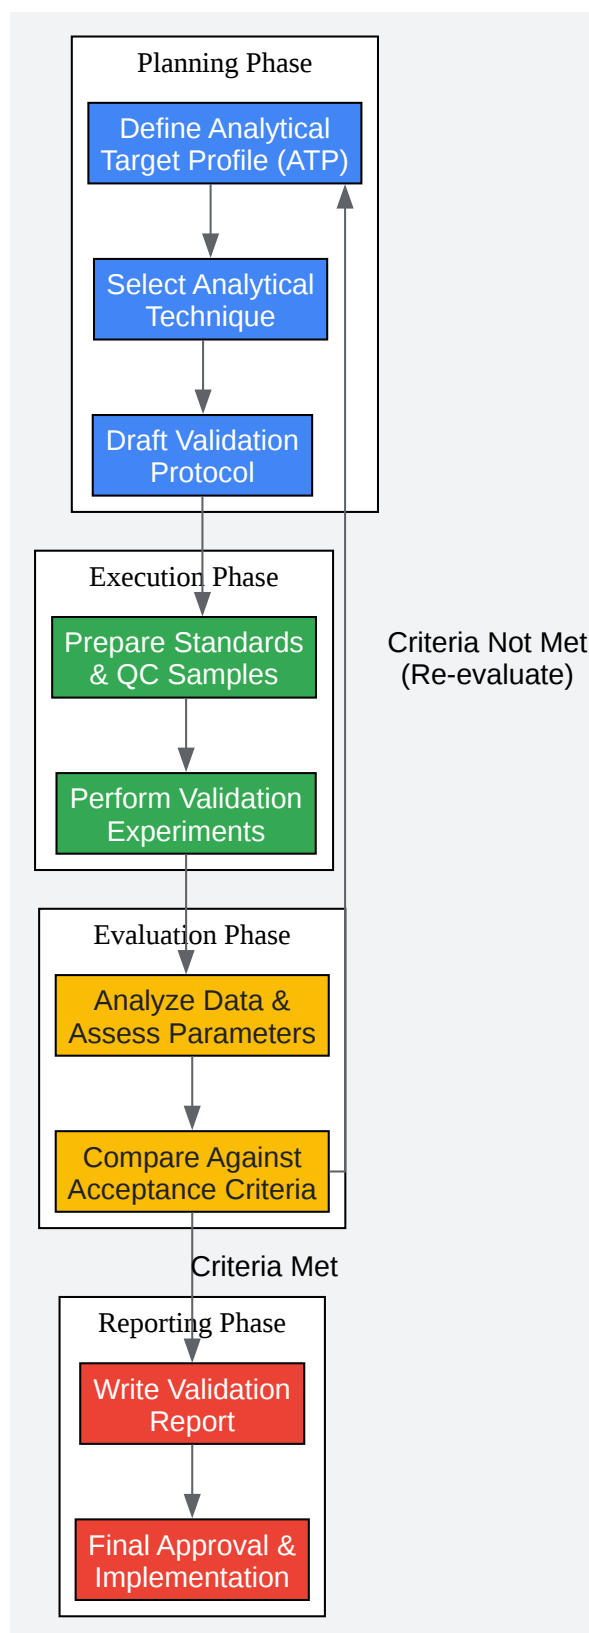 Planning Phase
Define Analytical
Target Profile (ATP)
Select Analytical
Technique
Draft Validation
Protocol
Execution Phase
Prepare Standards
& QC Samples
Criteria Not Met
(Re-evaluate)
Perform Validation
Experiments
Evaluation Phase
Analyze Data &
Assess Parameters
Compare Against
Acceptance Criteria
Criteria Met
Reporting Phase
Write Validation
Report
Final Approval &
Implementation